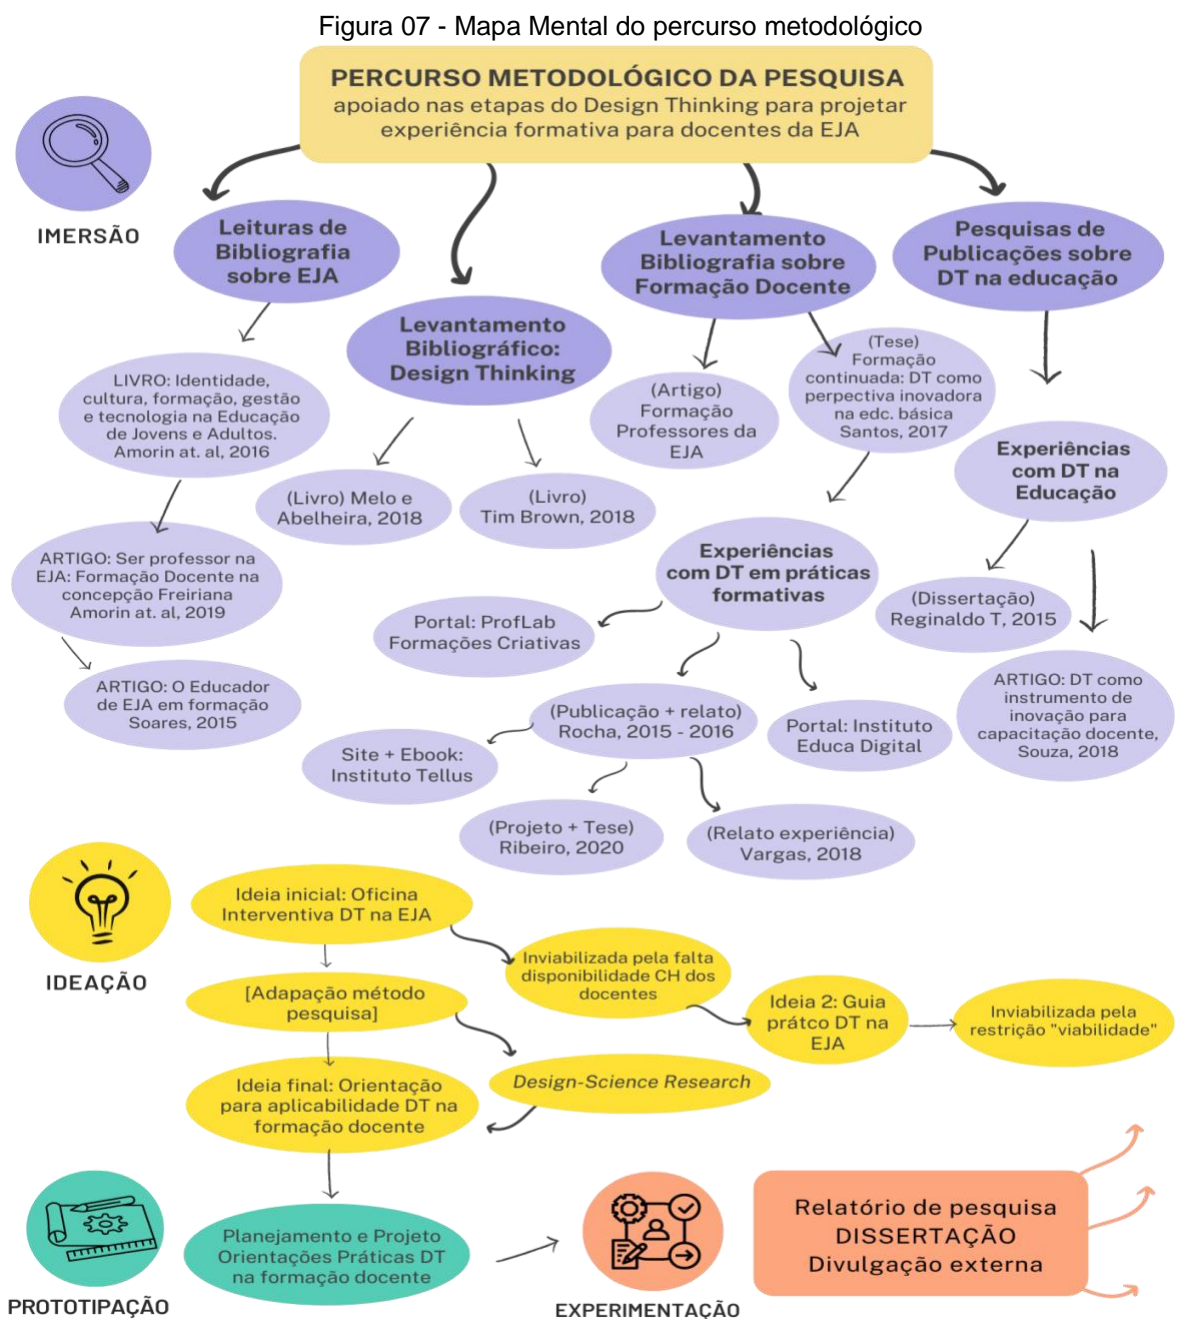 Figura 07 - Mapa Mental do percurso metodológico
PERCURSO METODOLÓGICO DA PESQUISA
apoiado nas etapas do Design Thinking para projetar
experiência formativa para docentes da EJA
IMERSÃO
Leituras de
Bibliografia
sobre EJA
Levantamento
Bibliográfico:
Design Thinking
Levantamento
Bibliografia sobre
Formação Docente
Pesquisas de
Publicações sobre
DT na educação
LIVRO: Identidade,
cultura, formação, gestão
e tecnologia na Educação
de Jovens e Adultos.
Amorin at. al, 2016
(Artigo)
Formação
Professores da
EJA
(Tese)
Formação
continuada: DT como
perpectiva inovadora
na edc. básica
Santos, 2017
Experiências
com DT na
Educação
(Livro) Melo e
Abelheira, 2018
(Livro)
Tim Brown, 2018
ARTIGO: Ser professor na
EJA: Formação Docente na
concepção Freiriana
Amorin at. al, 2019
Experiências
com DT em práticas
formativas
(Dissertação)
Reginaldo T, 2015
Portal: ProfLab
Formações Criativas
ARTIGO: O Educador
de EJA em formação
Soares, 2015
(Publicação + relato)
Rocha, 2015 - 2016
Portal: Instituto
Educa Digital
ARTIGO: DT como
instrumento de
inovação para
capacitação docente,
Souza, 2018
Site + Ebook:
Instituto Tellus
(Projeto + Tese)
Ribeiro, 2020
(Relato experiência)
Vargas, 2018
IDEAÇÃO
Ideia inicial: Oficina
Interventiva DT na EJA
Inviabilizada pela falta
disponibilidade CH dos
docentes
[Adapação método
pesquisa]
Ideia 2: Guia
prátco DT na
EJA
Inviabilizada pela
restrição "viabilidade"
Ideia final: Orientação
para aplicabilidade DT na
formação docente
Design-Science Research
PROTOTIPAÇÃO
Planejamento e Projeto
Orientações Práticas DT
na formação docente
EXPERIMENTAÇÃO
Relatório de pesquisa
DISSERTAÇÃO
Divulgação externa